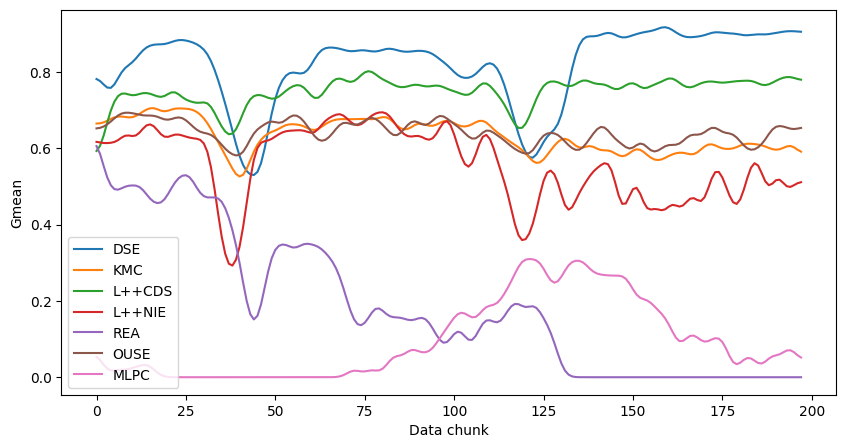 Gmean
0.8
0.6
0.4
0.2
0.0
DSE
KMC
L++CDS
L++NIE
REA
OUSE
MLPC
0 25 50 75 100 125 150 175 200
Data chunk